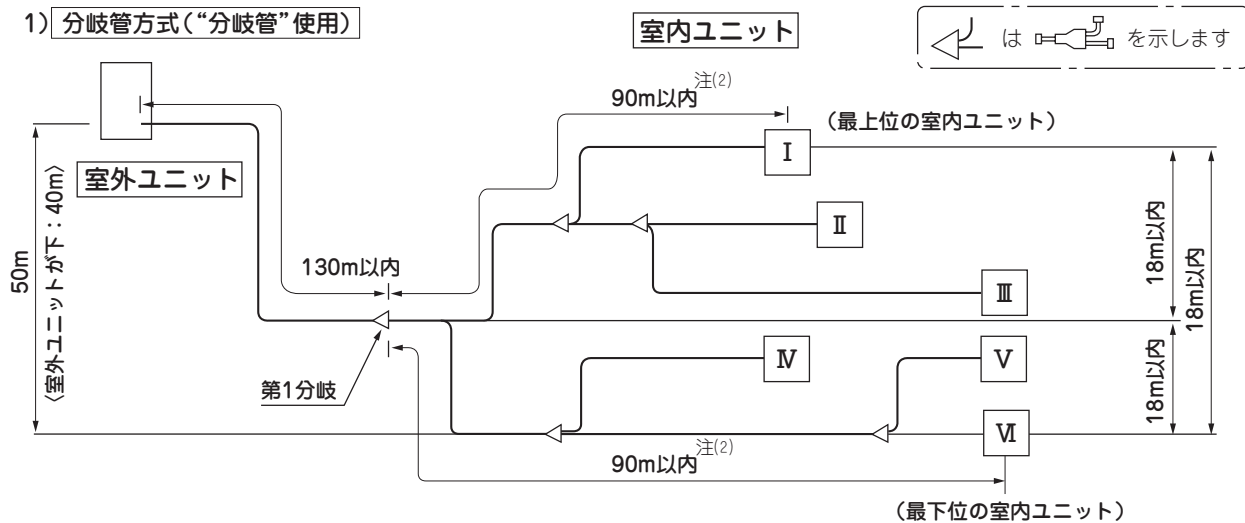 1) 分岐管方式(“分岐管”使用)
室内ユニット
は を示します
90m以内 注(2)
(最上位の室内ユニット)
I
室外ユニット
II
130m以内
III
50m
〈室外ユニットが下:40m〉
18m以内
18m以内
18m以内
第1分岐
IV
V
VI
90m以内 注(2)
(最下位の室内ユニット)